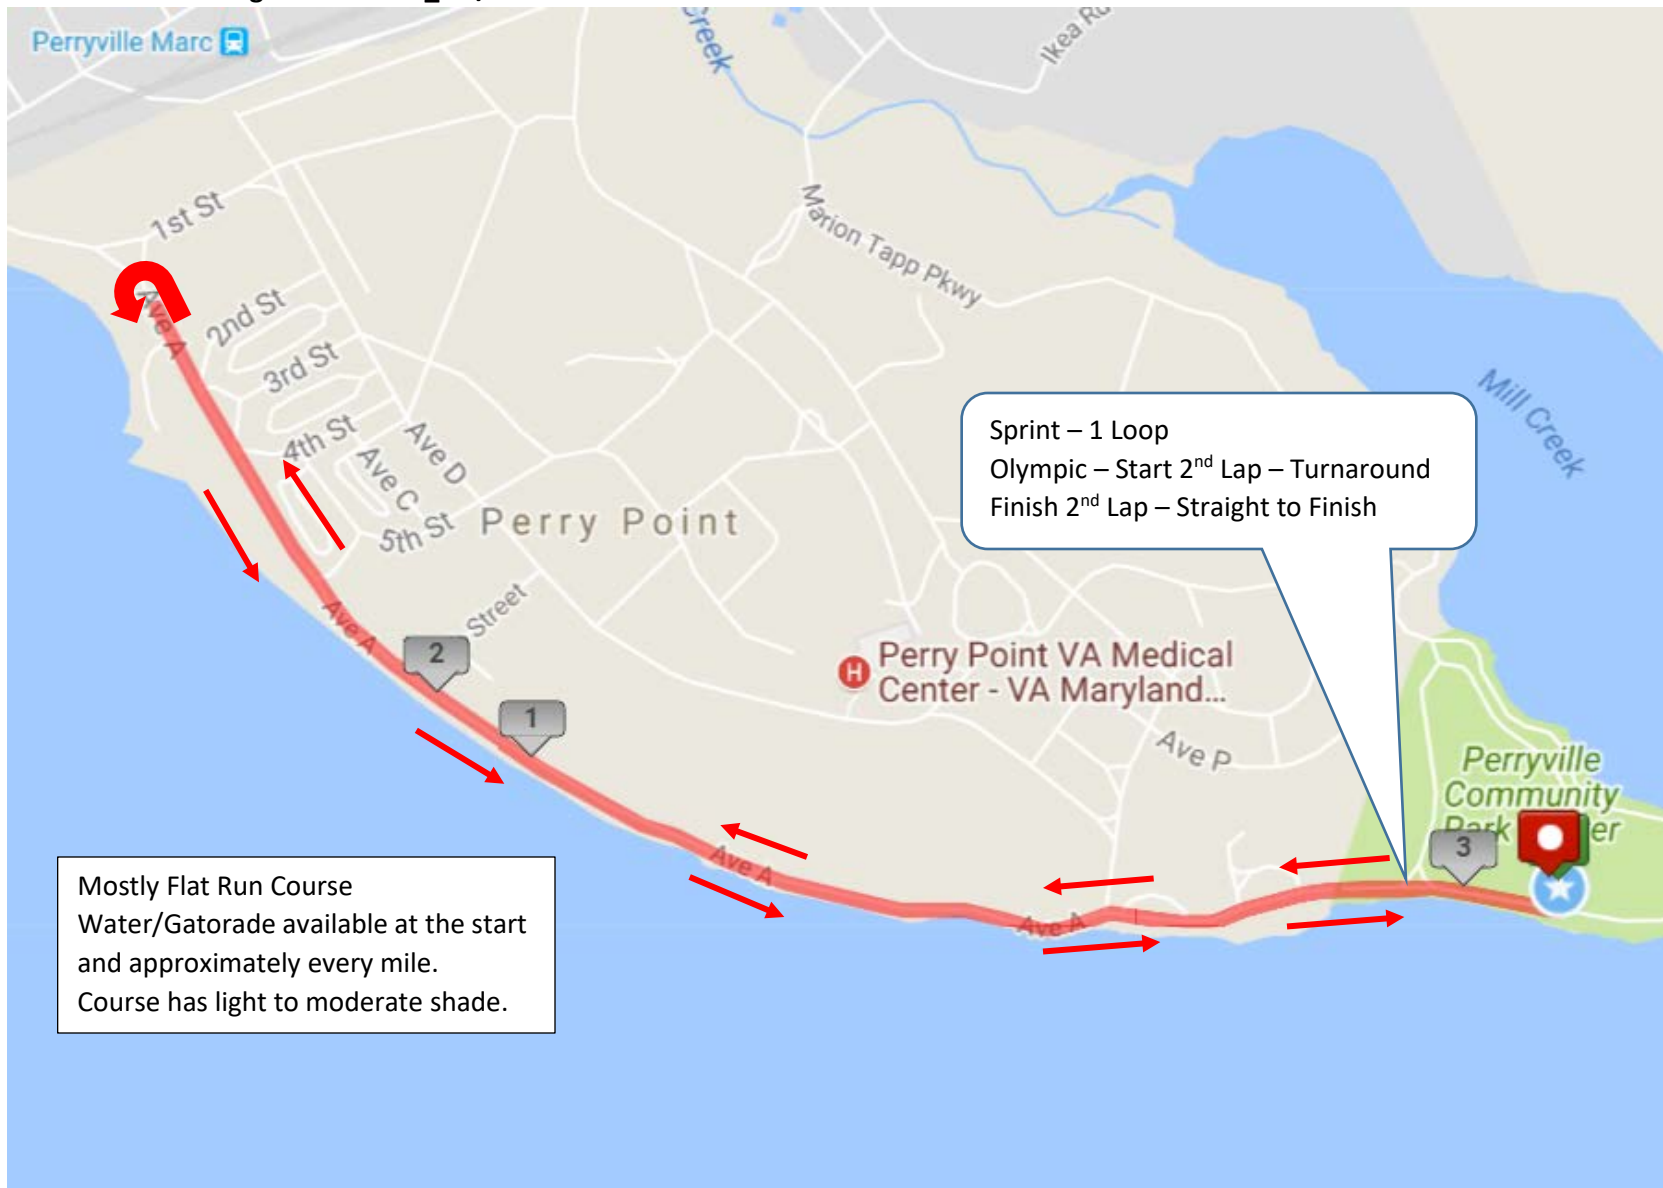 Perryville Marc
Creek
Ikea Rd
1st St
Marion Tapp Pkwy
Ave A
2nd St
3rd St
4th St
Ave C
Ave D
5th St
Perry Point
Mill Creek
Sprint – 1 Loop
Olympic – Start 2nd Lap – Turnaround
Finish 2nd Lap – Straight to Finish
Street
Ave A
2
1
H
Perry Point VA Medical
Center - VA Maryland...
Ave P
Perryville
Community
Park
er
3
Ave A
Ave A
Mostly Flat Run Course
Water/Gatorade available at the start
and approximately every mile.
Course has light to moderate shade.